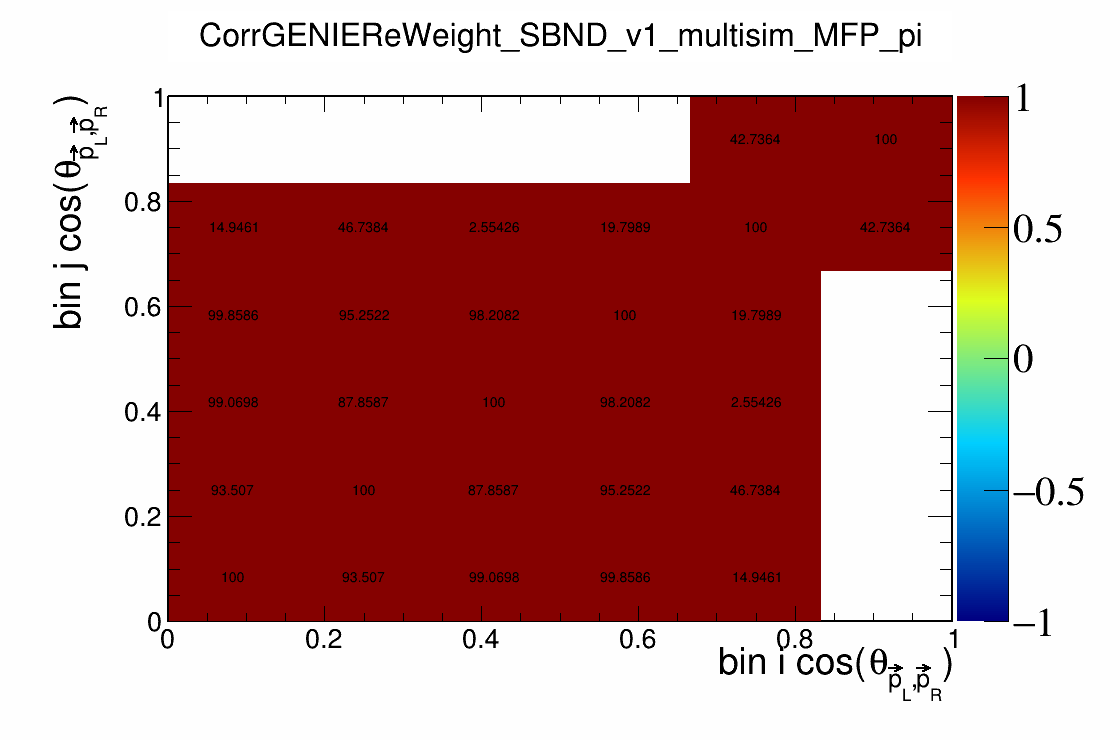 CorrGENIEReWeight_SBND_v1_multisim_MFP_pi
bin j cos(θ p⃗L,p⃗R)
1
0.8
0.6
0.4
0.2
0
42.7364 100
14.9461 46.7384 2.55426 19.7989 100 42.7364
99.8586 95.2522 98.2082 100 19.7989
99.0698 87.8587 100 98.2082 2.55426
93.507 100 87.8587 95.2522 46.7384
100 93.507 99.0698 99.8586 14.9461
0 0.2 0.4 0.6 0.8 1
bin i cos(θ p⃗L,p⃗R)
1
0.5
0
−0.5
−1